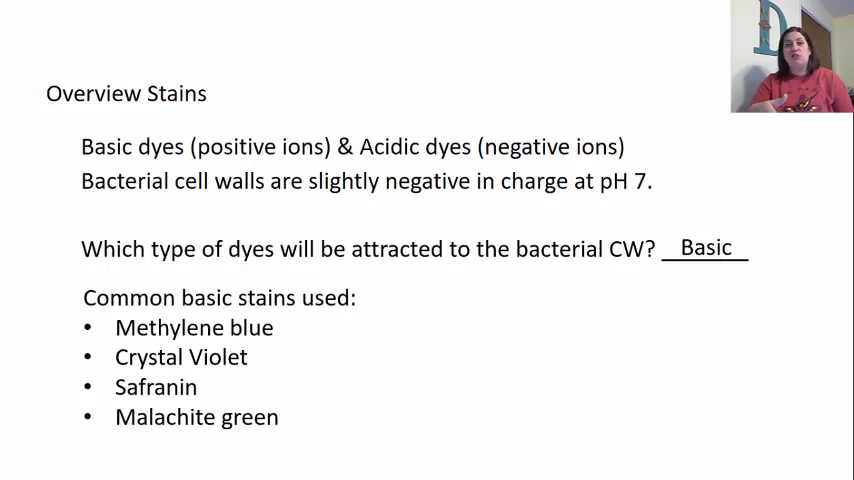 Overview Stains
Basic dyes (positive ions) & Acidic dyes (negative ions)
Bacterial cell walls are slightly negative in charge at pH 7.
Which type of dyes will be attracted to the bacterial CW? Basic
Common basic stains used:
• Methylene blue
• Crystal Violet
• Safranin
• Malachite green
D